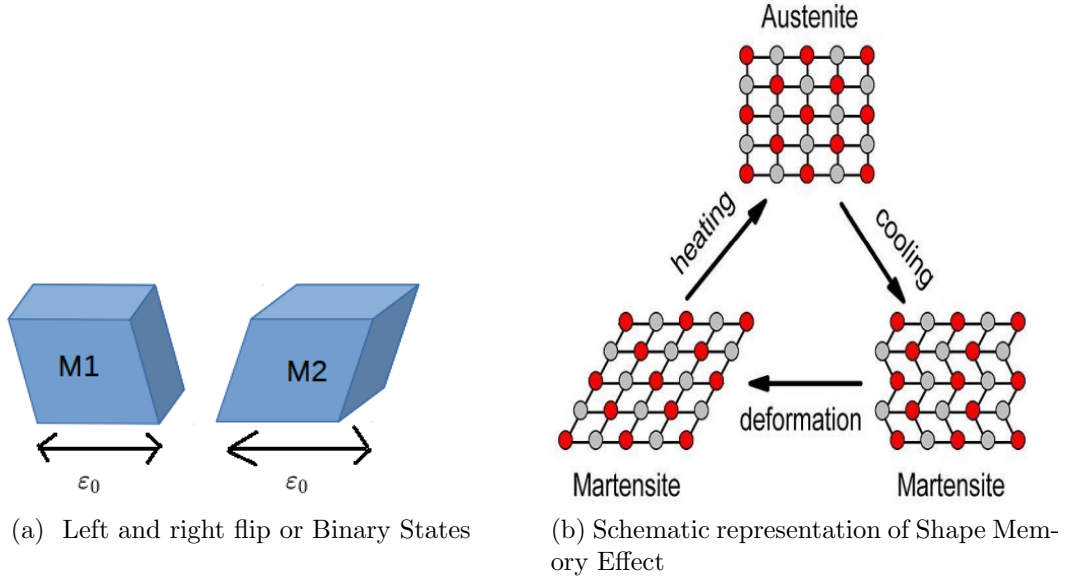 M1
M2
ε₀
ε₀
(a) Left and right flip or Binary States
Austenite
heating
cooling
deformation
Martensite
Martensite
(b) Schematic representation of Shape Mem-
ory Effect